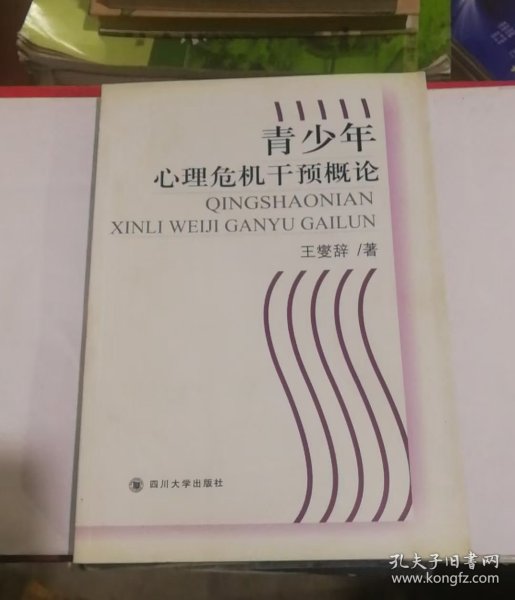 青少年
心理危机干预概论
QINGSHAONIAN
XINLI WEIJI GANYU GAILUN
王燮辞 /著
四川大学出版社
孔夫子旧书网
www.kongfz.com